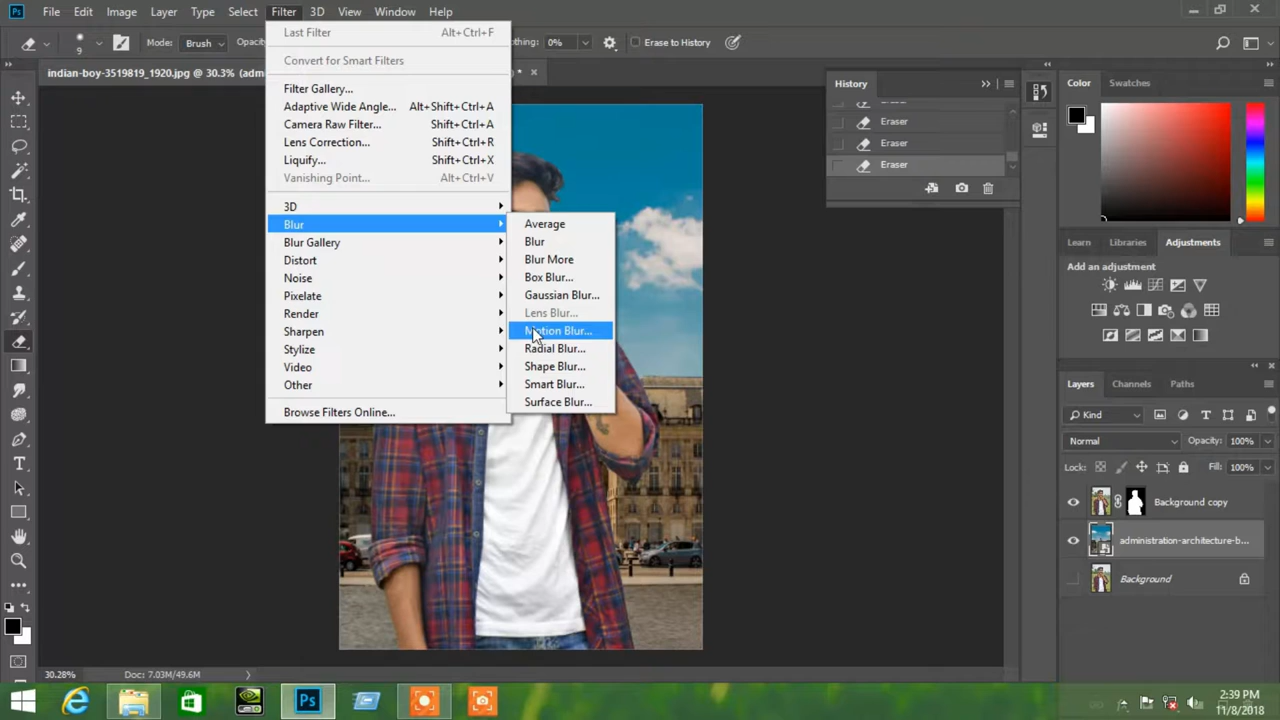 Ps File Edit Image Layer Type Select Filter 3D View Window Help
9 Mode: Brush
0% Erase to History
indian-boy-3519819_1920.jpg @ 30.3% (adm
* ×
Last Filter Alt+Ctrl+F
Convert for Smart Filters
Filter Gallery...
Adaptive Wide Angle... Alt+Shift+Ctrl+A
Camera Raw Filter... Shift+Ctrl+A
Lens Correction... Shift+Ctrl+R
Liquify... Shift+Ctrl+X
Vanishing Point... Alt+Ctrl+V
3D
Blur
Blur Gallery
Distort
Noise
Pixelate
Render
Sharpen
Stylize
Video
Other
Browse Filters Online...
Average
Blur
Blur More
Box Blur...
Gaussian Blur...
Lens Blur...
Motion Blur...
Radial Blur...
Shape Blur...
Smart Blur...
Surface Blur...
History
Eraser
Eraser
Eraser
Color Swatches
Learn Libraries Adjustments
Add an adjustment
Layers Channels Paths
Kind
Normal Opacity: 100%
Lock: Fill: 100%
Background copy
administration-architecture-b...
Background
30.28% Doc: 7.03M/49.6M
Ps
2:39 PM
11/8/2018